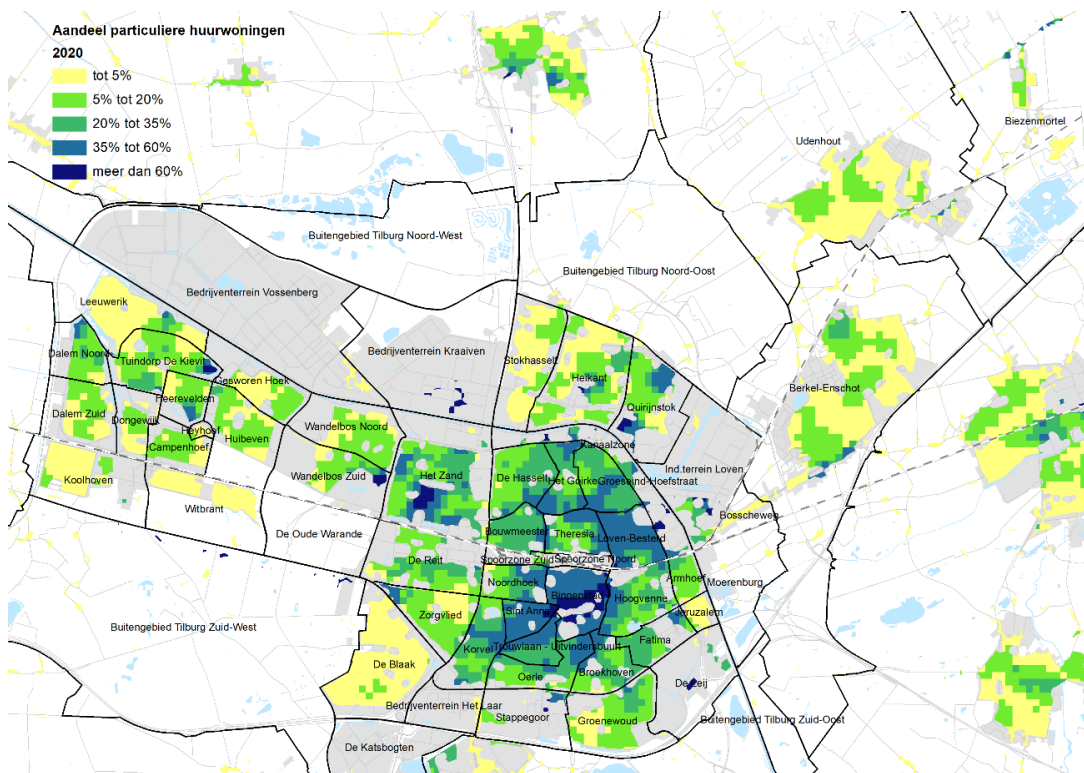 Aandeel particuliere huurwoningen
2020
tot 5%
5% tot 20%
20% tot 35%
35% tot 60%
meer dan 60%
Biezenmortel
Udenhout
Buitengebied Tilburg Noord-West
Buitengebied Tilburg Noord-Oost
Bedrijventerrein Vossenberg
Leeuwerik
Bedrijventerrein Kraaiven
Dalem Noord
Tuindorp De Kievit
Stokhasselt
Gesworen Hoek
Heikant
Berkel-Enschot
Heerevelden
Quirijnstok
Dalem Zuid
Dongewijk
Heyhoef
Wandelbos Noord
Huibeven
Kanaalzone
Campenhoef
Ind.terrein Loven
Koolhoven
Wandelbos Zuid
Het Zand
De Hasselt
Het Goirke
Groeseind-Hoefstraat
Witbrant
Bosscheweg
De Oude Warande
Bouwmeester
Theresia
Loven-Besterd
De Reit
Spoorzone Zuid
Spoorzone Noord
Noordhoek
Armhoef
Moerenburg
Binnenstad
Hoogvenne
Zorgvlied
Sint Anna
Jeruzalem
Buitengebied Tilburg Zuid-West
Fatima
Korvel
Trouwlaan - Uitvindersbuurt
De Blaak
Oerle
Broekhoven
De Leij
Bedrijventerrein Het Laar
Stappegoor
Groenewoud
Buitengebied Tilburg Zuid-Oost
De Katsbogten